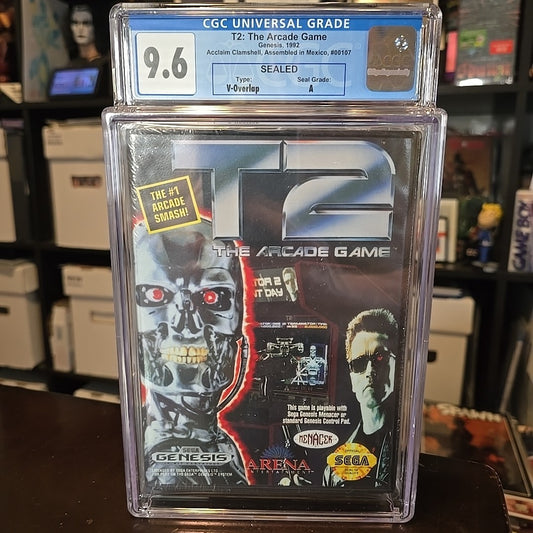 CGC UNIVERSAL GRADE
9.6
T2: The Arcade Game
Genesis, 1992
Acclaim Clamshell, Assembled in Mexico, #00107
SEALED
Type:
V-Overlap
Seal Grade:
A
T2
THE ARCADE GAME
THE #1
ARCADE
SMASH!
This game is playable with
Sega Genesis Menacer or
standard Genesis Control Pad.
MENACER
GENESIS
ARENA
SEGA
GAME BOY